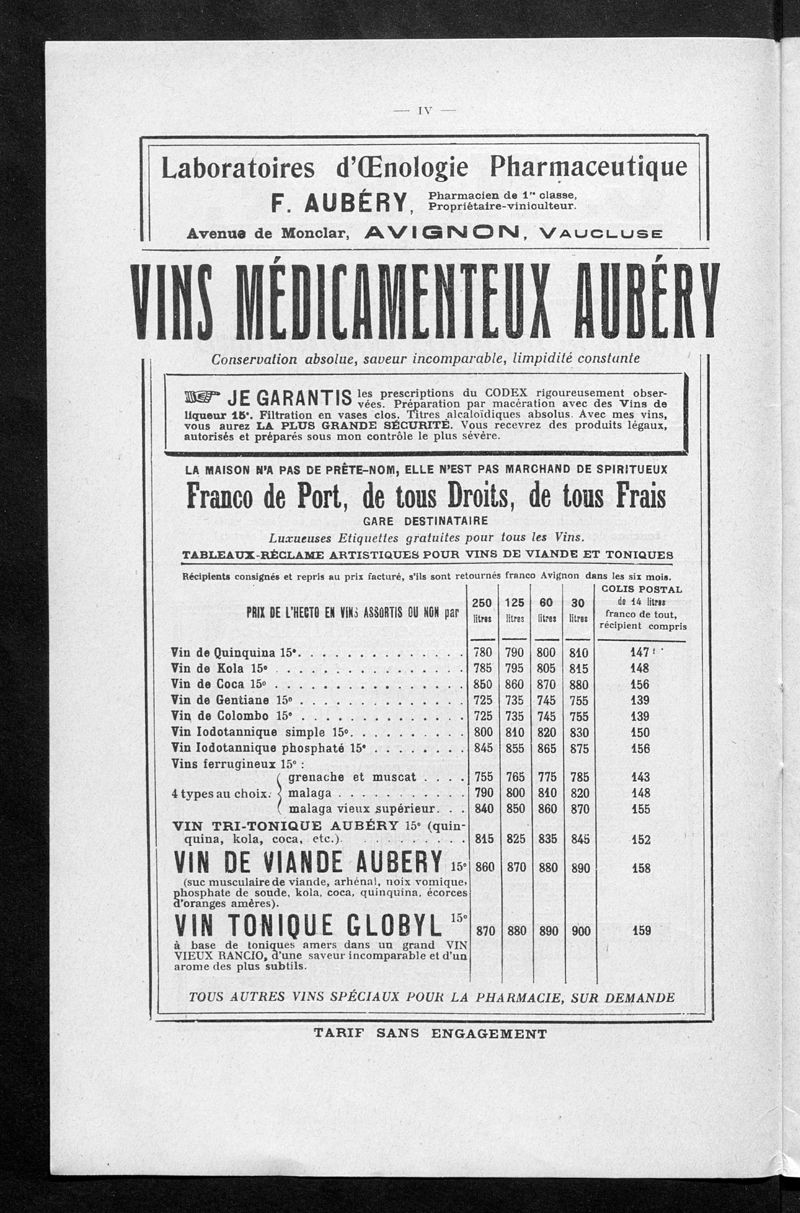 — IV —
Laboratoires d'Œnologie Pharmaceutique
F. AUBÉRY, Pharmacien de 1re classe,
Propriétaire-viniculteur.
Avenue de Monclar, AVIGNON, VAUCLUSE
VINS MÉDICAMENTEUX AUBÉRY
Conservation absolue, saveur incomparable, limpidité constante
JE GARANTIS les prescriptions du CODEX rigoureusement obser-
vées. Préparation par macération avec des Vins de
liqueur 15°. Filtration en vases clos. Titres alcaloïdiques absolus. Avec mes vins,
vous aurez LA PLUS GRANDE SÉCURITÉ. Vous recevrez des produits légaux,
autorisés et préparés sous mon contrôle le plus sévère.
LA MAISON N'A PAS DE PRÊTE-NOM, ELLE N'EST PAS MARCHAND DE SPIRITUEUX
Franco de Port, de tous Droits, de tous Frais
GARE DESTINATAIRE
Luxueuses Etiquettes gratuites pour tous les Vins.
TABLEAUX-RÉCLAME ARTISTIQUES POUR VINS DE VIANDE ET TONIQUES
Récipients consignés et repris au prix facturé, s'ils sont retournés franco Avignon dans les six mois.
PRIX DE L'HECTO EN VINS ASSORTIS OU NON par 250 litres 125 litres 60 litres 30 litres COLIS POSTAL
de 14 litres
franco de tout,
récipient compris
Vin de Quinquina 15°. . . . . . . . . . . . . . . 780 790 800 810 147
Vin de Kola 15° . . . . . . . . . . . . . . . . . 785 795 805 815 148
Vin de Coca 15° . . . . . . . . . . . . . . . . . 850 860 870 880 156
Vin de Gentiane 15° . . . . . . . . . . . . . . . 725 735 745 755 139
Vin de Colombo 15° . . . . . . . . . . . . . . . 725 735 745 755 139
Vin Iodotannique simple 15°. . . . . . . . . . . 800 810 820 830 150
Vin Iodotannique phosphaté 15° . . . . . . . . 845 855 865 875 156
Vins ferrugineux 15° :
grenache et muscat . . . . 755 765 775 785 143
4 types au choix. malaga . . . . . . . . . . . 790 800 810 820 148
malaga vieux supérieur. . . 840 850 860 870 155
VIN TRI-TONIQUE AUBÉRY 15° (quin-
quina, kola, coca, etc.). . . . . . . . . . 815 825 835 845 152
VIN DE VIANDE AUBERY 15° 860 870 880 890 158
(suc musculaire de viande, arhénal, noix vomique,
phosphate de soude, kola, coca, quinquina, écorces
d'oranges amères).
VIN TONIQUE GLOBYL 15° 870 880 890 900 159
à base de toniques amers dans un grand VIN
VIEUX RANCIO, d'une saveur incomparable et d'un
arome des plus subtils.
TOUS AUTRES VINS SPÉCIAUX POUR LA PHARMACIE, SUR DEMANDE
TARIF SANS ENGAGEMENT